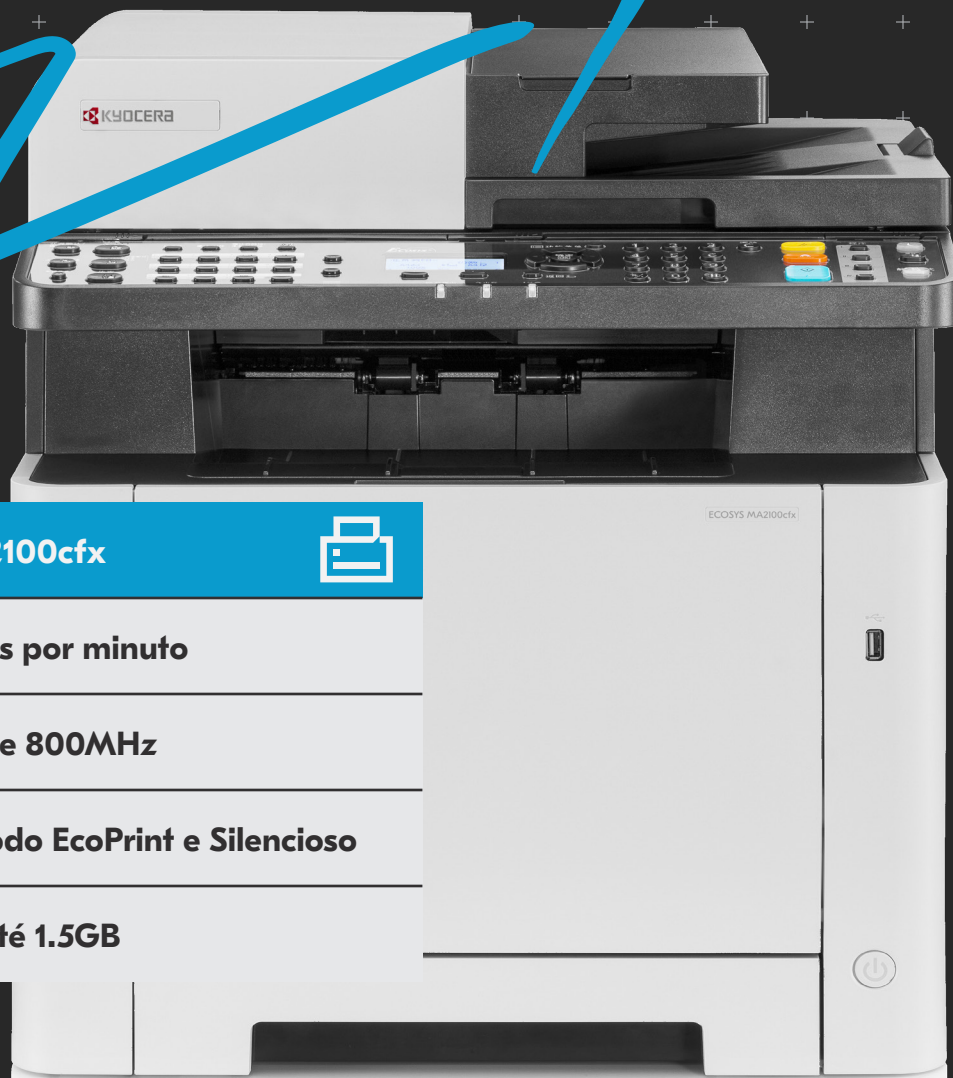 KYOCERA
ECOSYS MA2100cfx
2100cfx
s por minuto
e 800MHz
odo EcoPrint e Silencioso
té 1.5GB